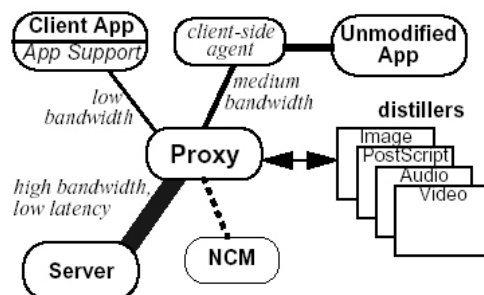 Client App
App Support
client-side
agent
Unmodified
App
low
bandwidth
medium
bandwidth
distillers
Image
PostScript
Audio
Video
Proxy
high bandwidth,
low latency
Server
NCM